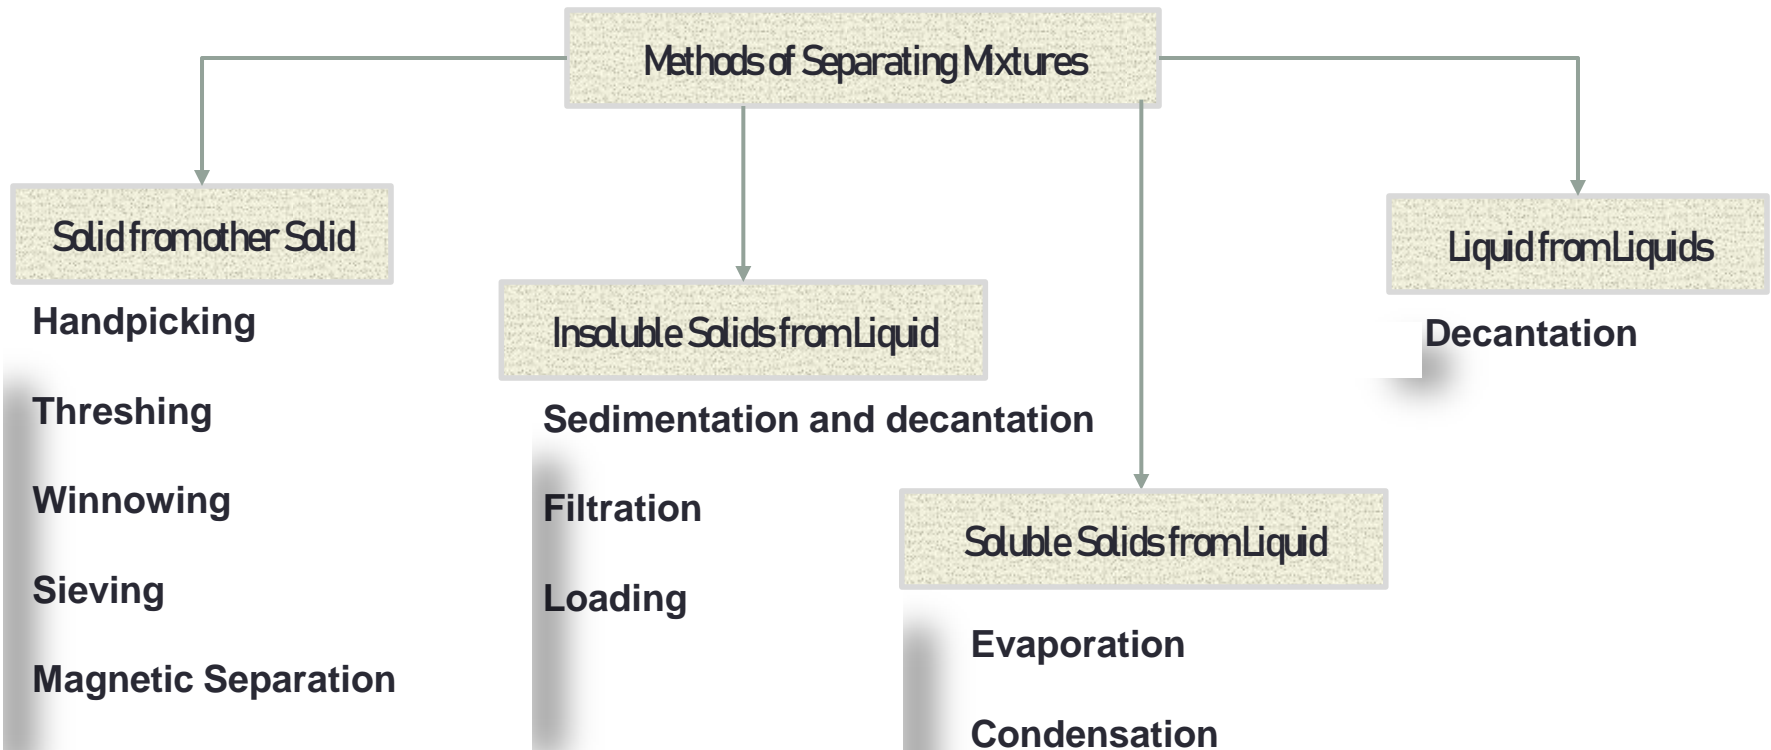 Methods of Separating Mixtures
Solid from other Solid
Handpicking
Threshing
Winnowing
Sieving
Magnetic Separation
Insoluble Solids from Liquid
Sedimentation and decantation
Filtration
Loading
Soluble Solids from Liquid
Evaporation
Condensation
Liquid from Liquids
Decantation